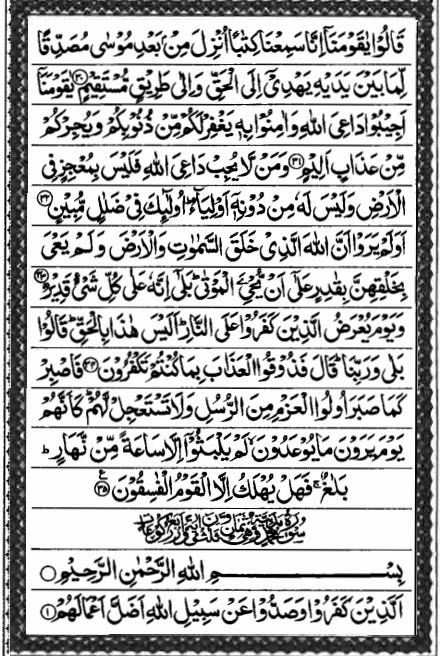 قَالُوْا يٰقَوْمَنَاۤ اِنَّا سَمِعْنَا كِتٰبًا اُنْزِلَ مِنْۢ بَعْدِ مُوْسٰى مُصَدِّقًا
لِّمَا بَيْنَ يَدَيْهِ يَهْدِيْۤ اِلَى الْحَقِّ وَاِلٰى طَرِيْقٍ مُّسْتَقِيْمٍ ﴿۳۰﴾ يٰقَوْمَنَاۤ
اَجِيْبُوْا دَاعِيَ اللّٰهِ وَاٰمِنُوْا بِهٖ يَغْفِرْ لَكُمْ مِّنْ ذُنُوْبِكُمْ وَيُجِرْكُمْ
مِّنْ عَذَابٍ اَلِيْمٍ ﴿۳۱﴾ وَمَنْ لَّا يُجِبْ دَاعِيَ اللّٰهِ فَلَيْسَ بِمُعْجِزٍ فِي
الْاَرْضِ وَلَيْسَ لَهٗ مِنْ دُوْنِهٖۤ اَوْلِيَآءُ ؕ اُولٰٓئِكَ فِيْ ضَلٰلٍ مُّبِيْنٍ ﴿۳۲﴾
اَوَلَمْ يَرَوْا اَنَّ اللّٰهَ الَّذِيْ خَلَقَ السَّمٰوٰتِ وَالْاَرْضَ وَلَمْ يَعْيَ
بِخَلْقِهِنَّ بِقٰدِرٍ عَلٰۤى اَنْ يُّحْيِۦَ الْمَوْتٰى ؕ بَلٰۤى اِنَّهٗ عَلٰى كُلِّ شَيْءٍ قَدِيْرٌ ﴿۳۳﴾
وَيَوْمَ يُعْرَضُ الَّذِيْنَ كَفَرُوْا عَلَى النَّارِ ؕ اَلَيْسَ هٰذَا بِالْحَقِّ ؕ قَالُوْا
بَلٰى وَرَبِّنَا ؕ قَالَ فَذُوْقُوا الْعَذَابَ بِمَا كُنْتُمْ تَكْفُرُوْنَ ﴿۳۴﴾ فَاصْبِرْ
كَمَا صَبَرَ اُولُوا الْعَزْمِ مِنَ الرُّسُلِ وَلَا تَسْتَعْجِلْ لَّهُمْ ؕ كَاَنَّهُمْ
يَوْمَ يَرَوْنَ مَا يُوْعَدُوْنَ ۙ لَمْ يَلْبَثُوْۤا اِلَّا سَاعَةً مِّنْ نَّهَارٍ ؕ
بَلٰغٌ ۚ فَهَلْ يُهْلَكُ اِلَّا الْقَوْمُ الْفٰسِقُوْنَ ﴿۳۵﴾
بِسْمِ اللّٰهِ الرَّحْمٰنِ الرَّحِيْمِ
اَلَّذِيْنَ كَفَرُوْا وَصَدُّوْا عَنْ سَبِيْلِ اللّٰهِ اَضَلَّ اَعْمَالَهُمْ ﴿۱﴾